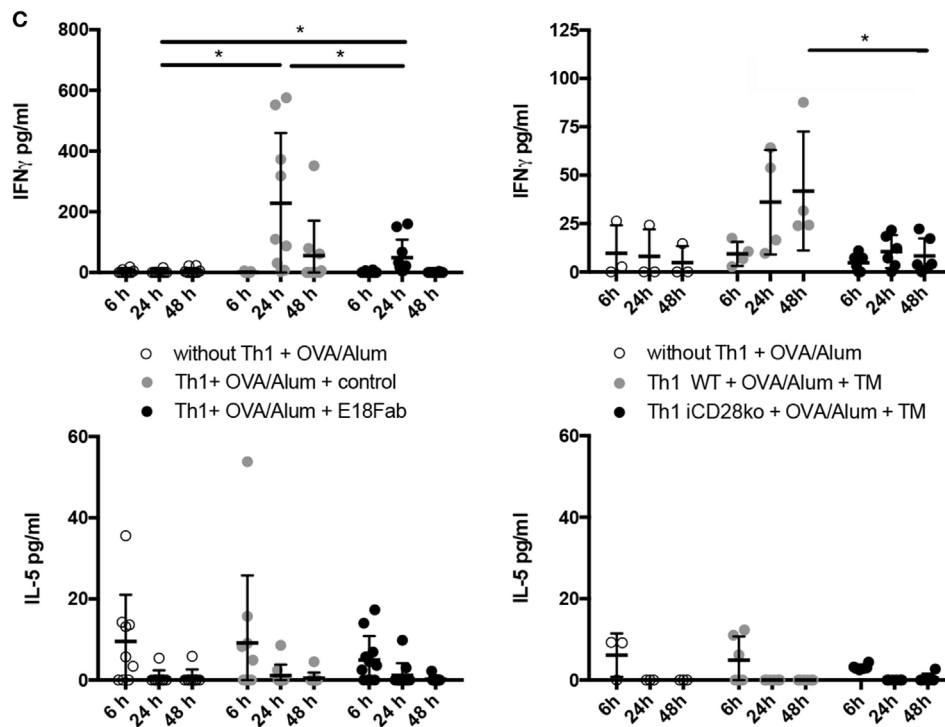 C
800
600
400
200
0
IFNγ pg/ml
*
*
*
6 h
24 h
48 h
6 h
24 h
48 h
6 h
24 h
48 h
125
100
75
50
25
0
IFNγ pg/ml
*
6h
24h
48h
6h
24h
48h
6h
24h
48h
without Th1 + OVA/Alum
Th1+ OVA/Alum + control
Th1+ OVA/Alum + E18Fab
without Th1 + OVA/Alum
Th1 WT + OVA/Alum + TM
Th1 iCD28ko + OVA/Alum + TM
60
40
20
0
IL-5 pg/ml
6 h
24 h
48 h
6 h
24 h
48 h
6 h
24 h
48 h
60
40
20
0
IL-5 pg/ml
6h
24h
48h
6h
24h
48h
6h
24h
48h